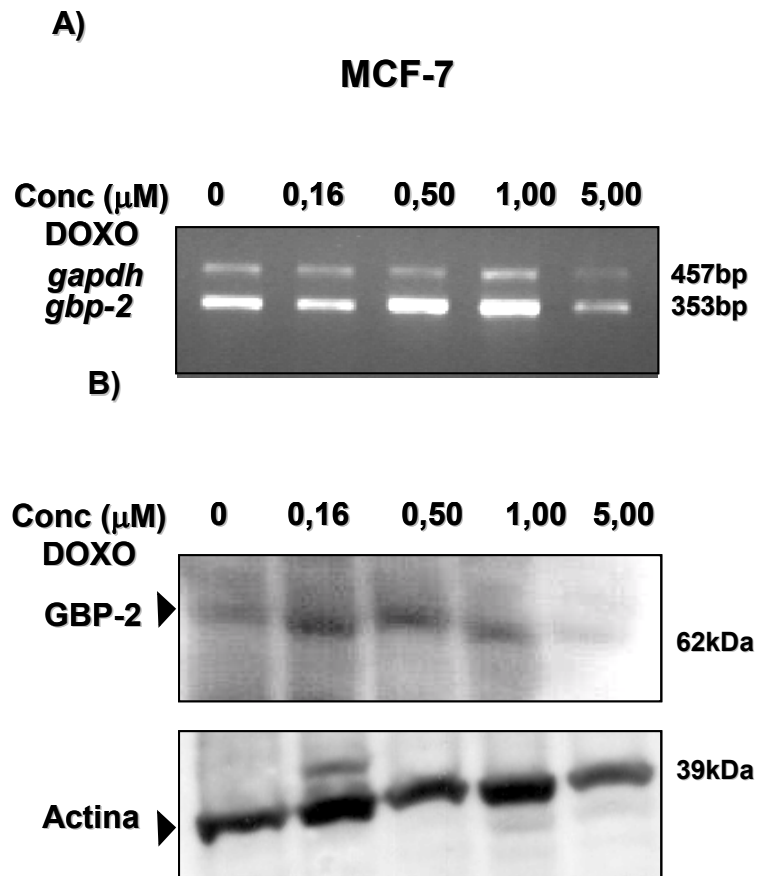 A)
MCF-7
Conc (μM) 0 0,16 0,50 1,00 5,00
DOXO
gapdh 457bp
gbp-2 353bp
B)
Conc (μM) 0 0,16 0,50 1,00 5,00
DOXO
GBP-2
62kDa
39kDa
Actina